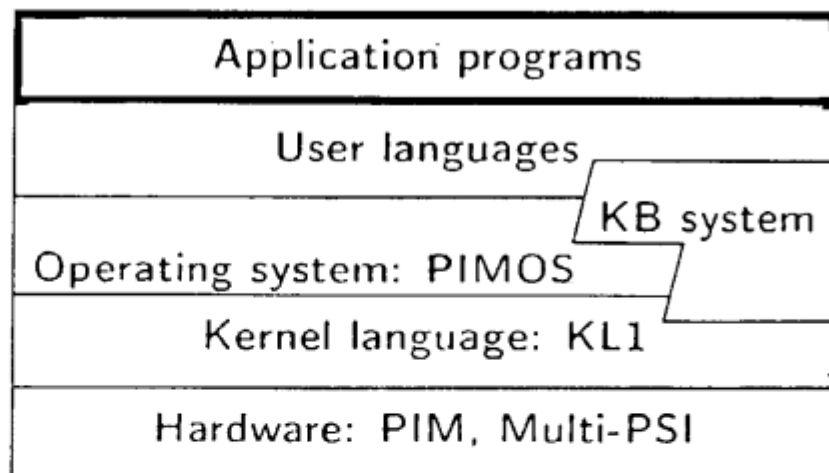 Application programs
User languages
KB system
Operating system: PIMOS
Kernel language: KL1
Hardware: PIM, Multi-PSI